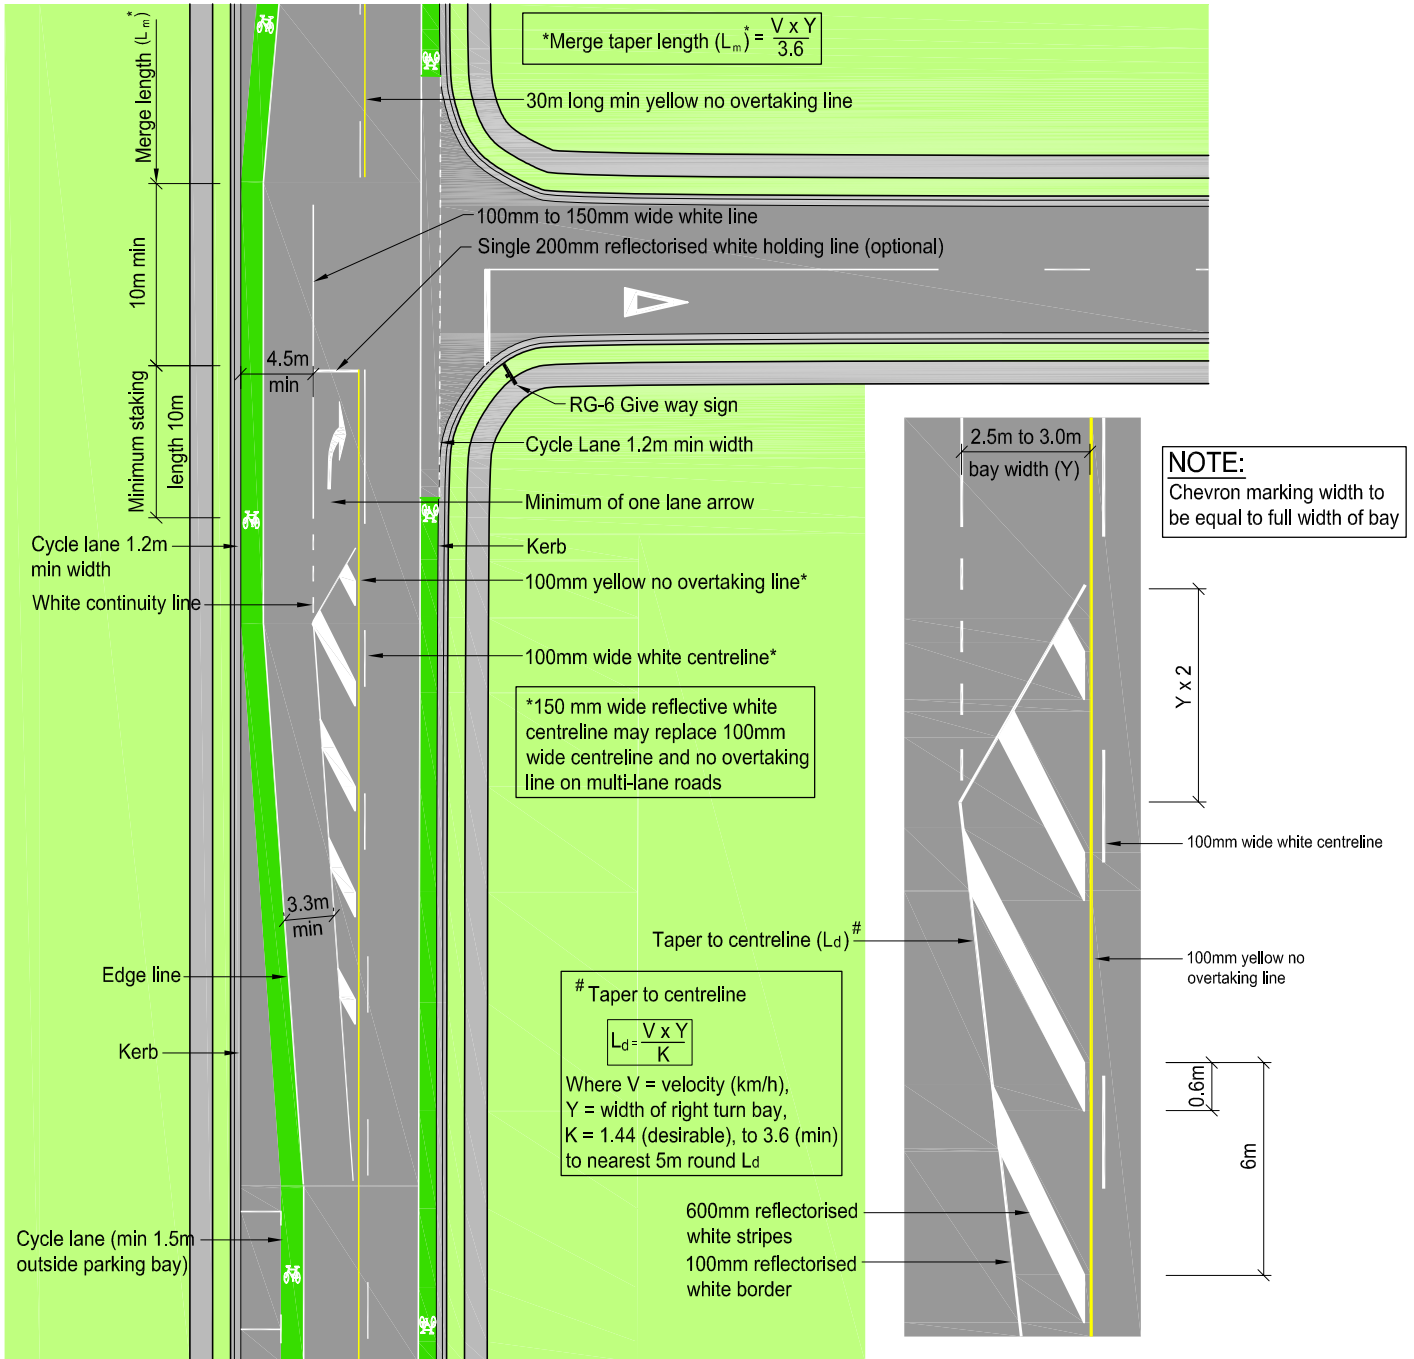 *Merge taper length (Lm)* = V x Y
3.6
Merge length (Lm)*
30m long min yellow no overtaking line
10m min
100mm to 150mm wide white line
Single 200mm reflectorised white holding line (optional)
4.5m
min
Minimum staking
length 10m
RG-6 Give way sign
Cycle Lane 1.2m min width
Minimum of one lane arrow
Kerb
Cycle lane 1.2m
min width
White continuity line
100mm yellow no overtaking line*
100mm wide white centreline*
*150 mm wide reflective white
centreline may replace 100mm
wide centreline and no overtaking
line on multi-lane roads
3.3m
min
Edge line
Kerb
Cycle lane (min 1.5m
outside parking bay)
2.5m to 3.0m
bay width (Y)
NOTE:
Chevron marking width to
be equal to full width of bay
Y x 2
100mm wide white centreline
Taper to centreline (Ld)#
100mm yellow no
overtaking line
# Taper to centreline
Ld = V x Y
K
Where V = velocity (km/h),
Y = width of right turn bay,
K = 1.44 (desirable), to 3.6 (min)
to nearest 5m round Ld
0.6m
6m
600mm reflectorised
white stripes
100mm reflectorised
white border